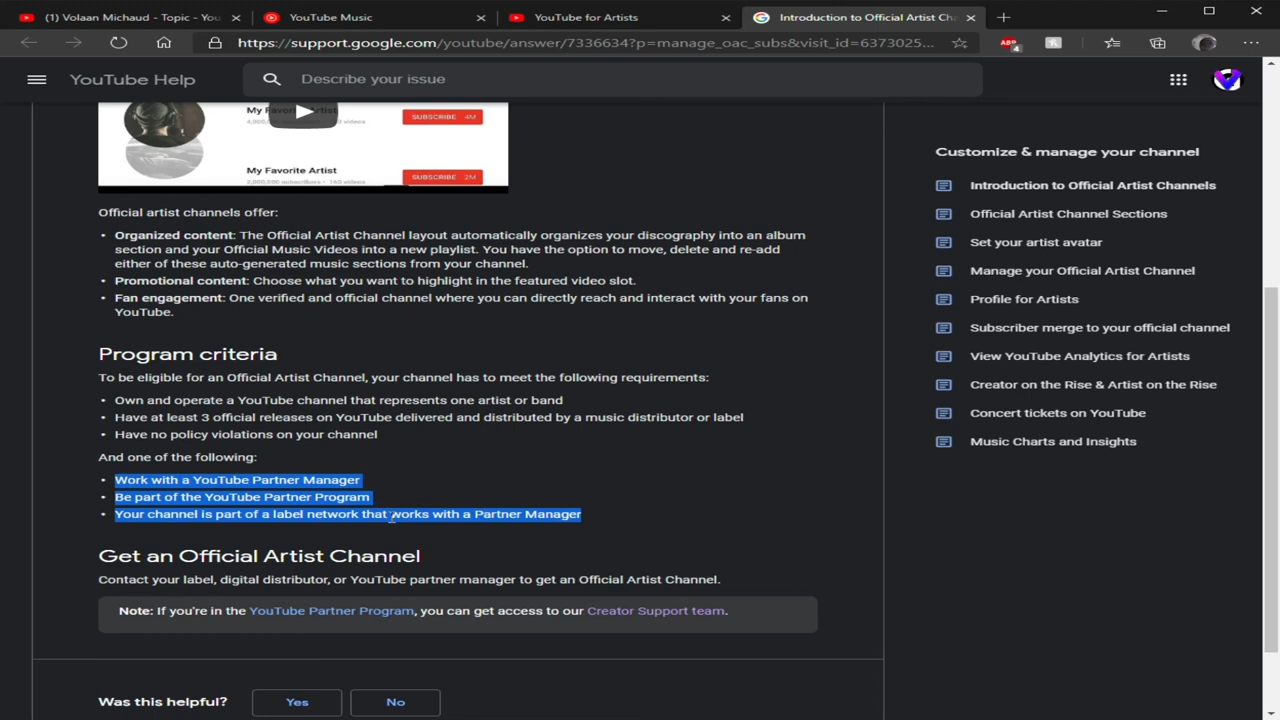 (1) Volaan Michaud - Topic - You
YouTube Music
YouTube for Artists
Introduction to Official Artist Ch
https://support.google.com/youtube/answer/7336634?p=manage_oac_subs&visit_id=6373025...
ABP
4
YouTube Help
Describe your issue
My Favorite Artist
SUBSCRIBE 4M
My Favorite Artist
2,800,000 subscribers • 160 videos
SUBSCRIBE 2M
Official artist channels offer:
• Organized content: The Official Artist Channel layout automatically organizes your discography into an album
section and your Official Music Videos into a new playlist. You have the option to move, delete and re-add
either of these auto-generated music sections from your channel.
• Promotional content: Choose what you want to highlight in the featured video slot.
• Fan engagement: One verified and official channel where you can directly reach and interact with your fans on
YouTube.
Program criteria
To be eligible for an Official Artist Channel, your channel has to meet the following requirements:
• Own and operate a YouTube channel that represents one artist or band
• Have at least 3 official releases on YouTube delivered and distributed by a music distributor or label
• Have no policy violations on your channel
And one of the following:
• Work with a YouTube Partner Manager
• Be part of the YouTube Partner Program
• Your channel is part of a label network that works with a Partner Manager
Get an Official Artist Channel
Contact your label, digital distributor, or YouTube partner manager to get an Official Artist Channel.
Note: If you're in the YouTube Partner Program, you can get access to our Creator Support team.
Was this helpful?
Yes
No
Customize & manage your channel
Introduction to Official Artist Channels
Official Artist Channel Sections
Set your artist avatar
Manage your Official Artist Channel
Profile for Artists
Subscriber merge to your official channel
View YouTube Analytics for Artists
Creator on the Rise & Artist on the Rise
Concert tickets on YouTube
Music Charts and Insights